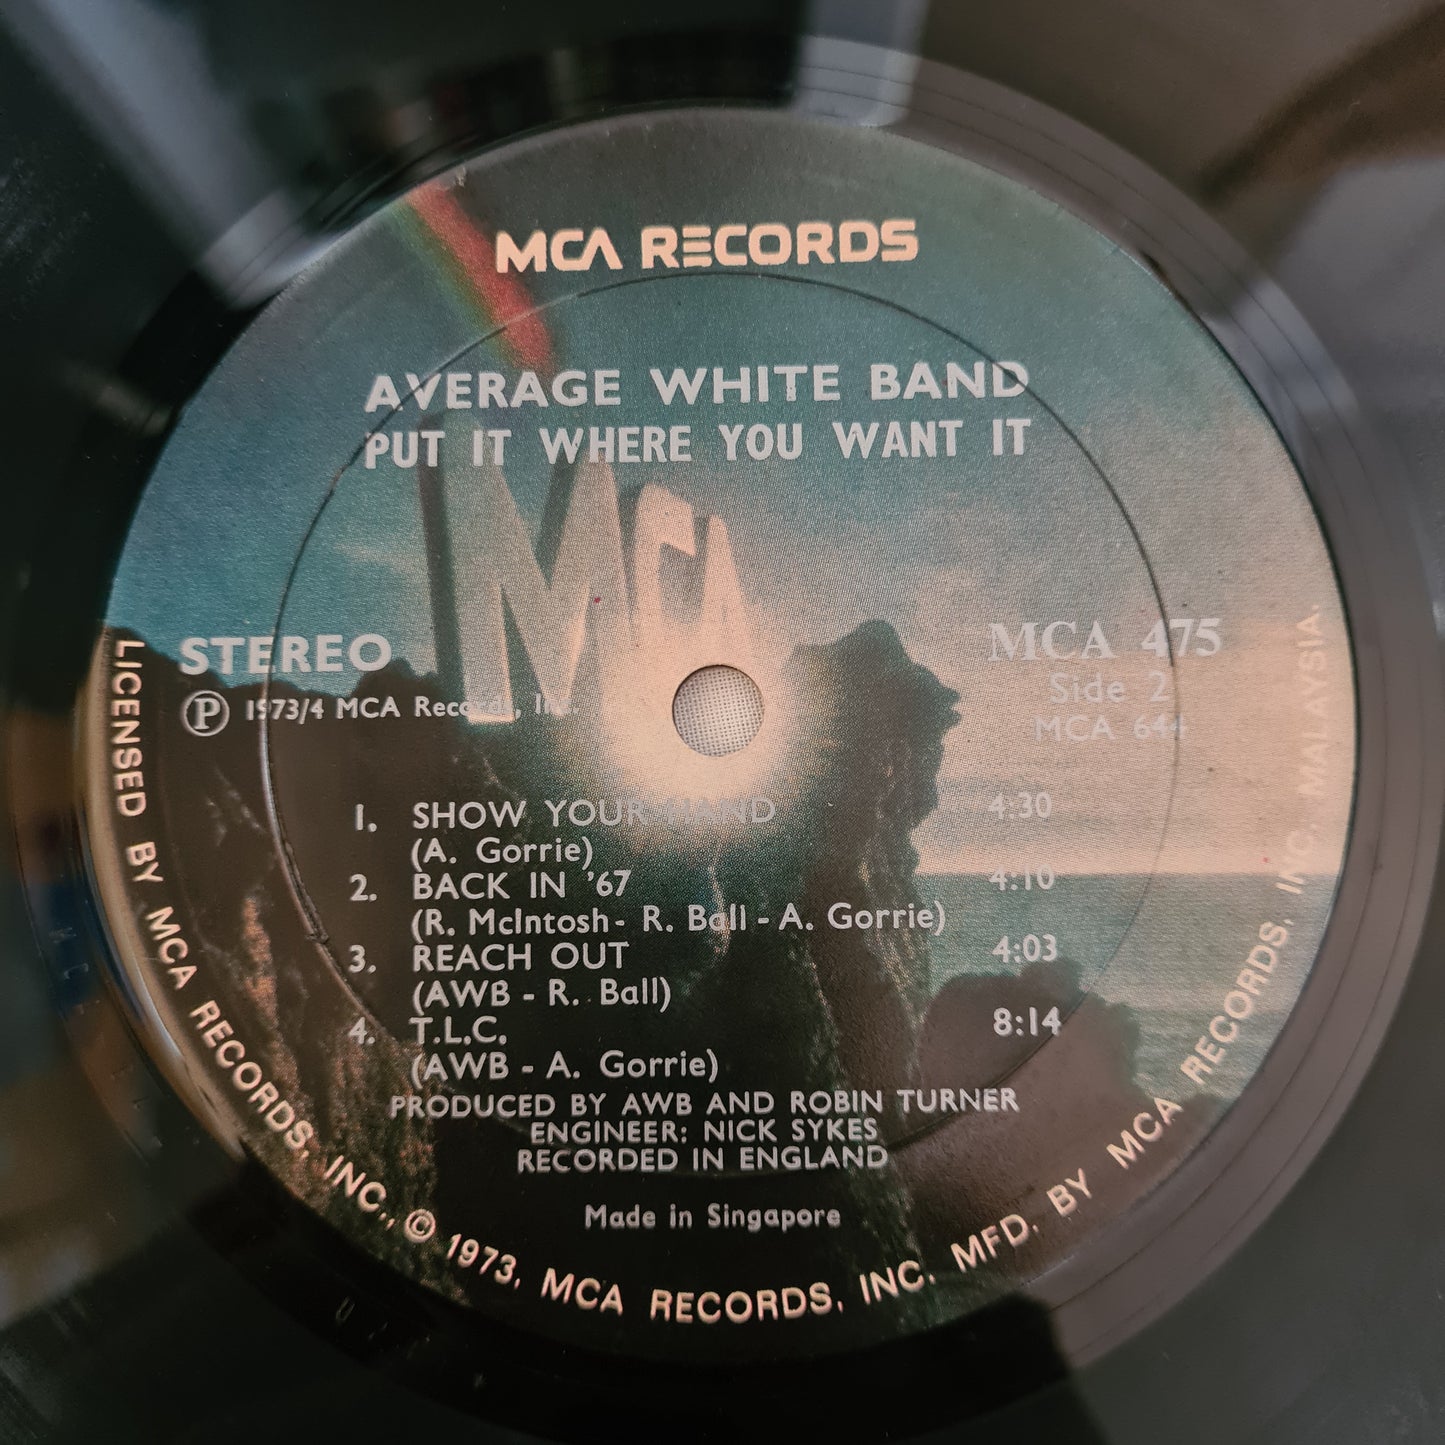 MCA RECORDS
AVERAGE WHITE BAND
PUT IT WHERE YOU WANT IT
MCA
STEREO
Ⓟ 1973/4 MCA Records, Inc.
MCA 475
Side 2
MCA 644
1. SHOW YOUR HAND 4:30
(A. Gorrie)
2. BACK IN '67 4:10
(R. McIntosh- R. Ball - A. Gorrie)
3. REACH OUT 4:03
(AWB - R. Ball)
4. T.L.C. 8:14
(AWB - A. Gorrie)
PRODUCED BY AWB AND ROBIN TURNER
ENGINEER: NICK SYKES
RECORDED IN ENGLAND
Made in Singapore
LICENSED BY MCA RECORDS, INC., © 1973, MCA RECORDS, INC. MFD. BY MCA RECORDS, INC., MALAYSIA.